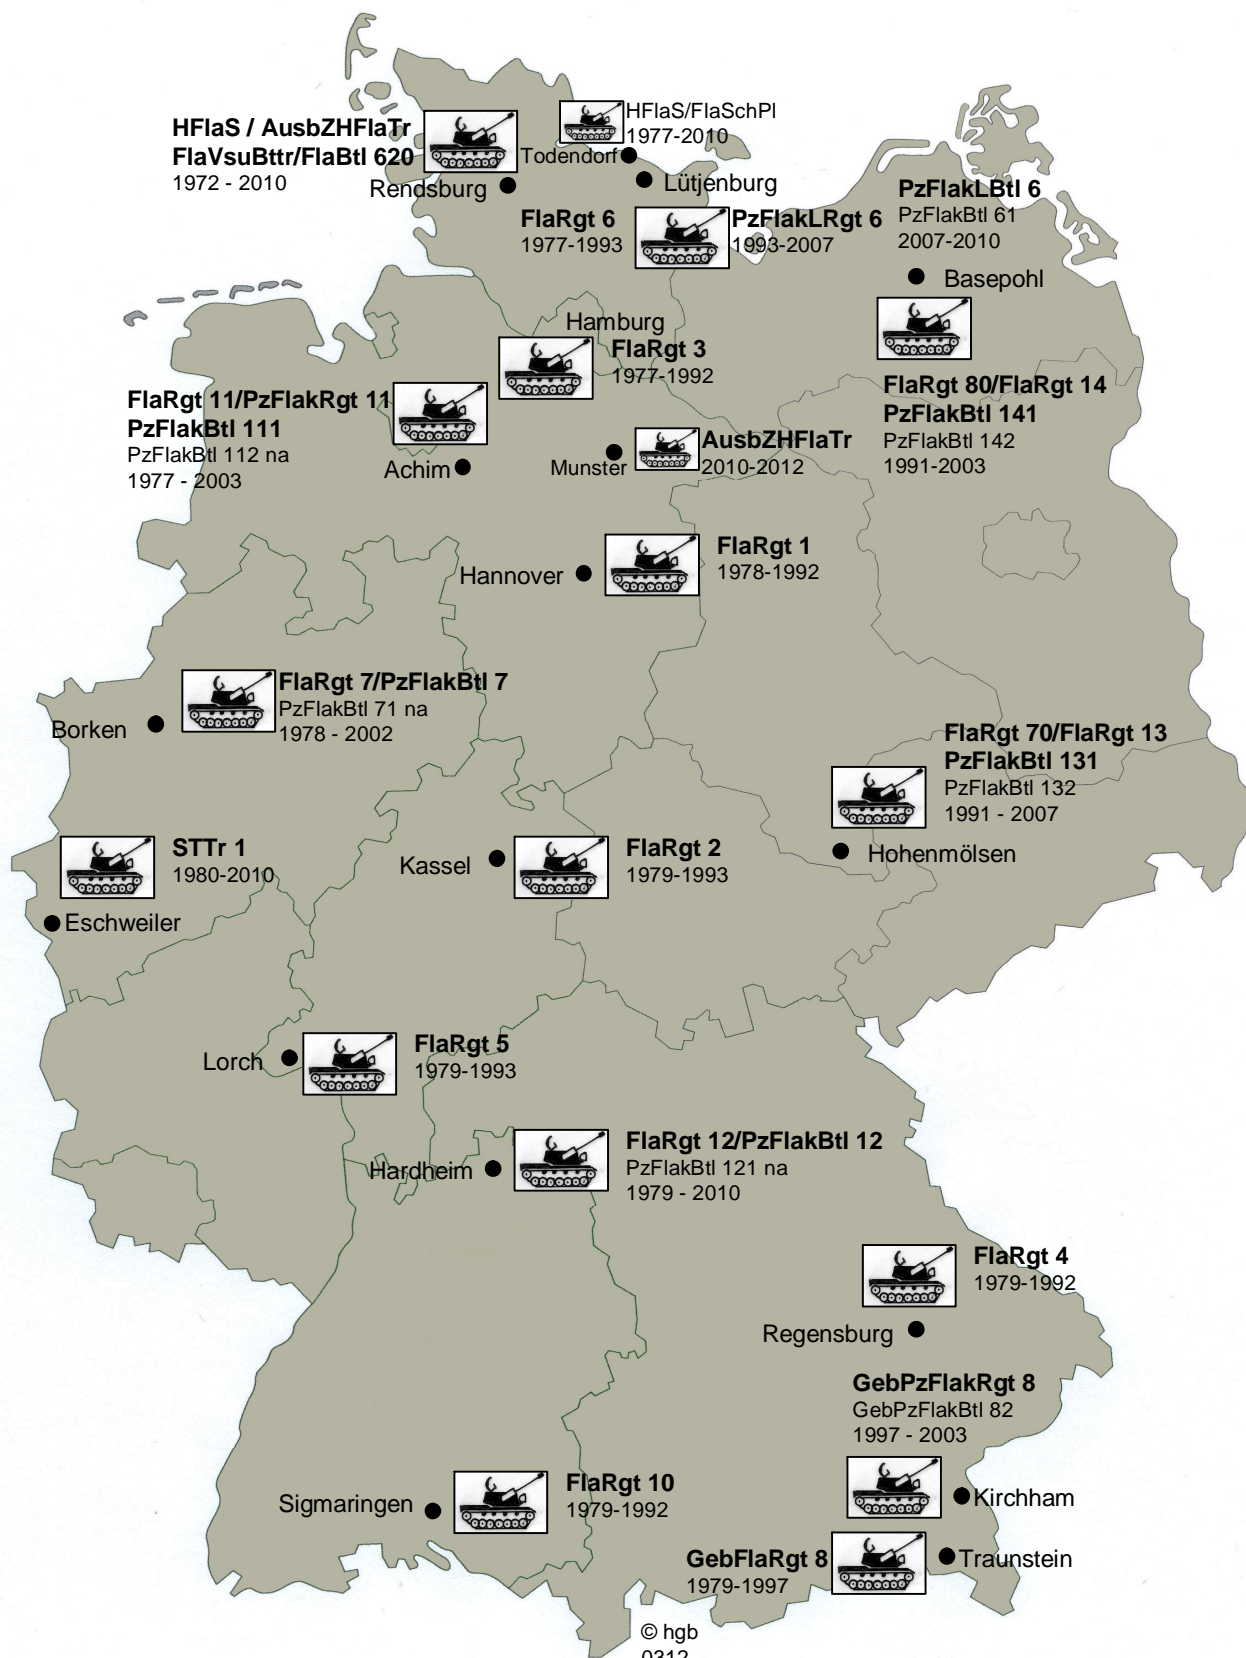 HFlaS / AusbZHFlaTr
FlaVsuBttr/FlaBtl 620
1972 - 2010
Rendsburg
HFlaS/FlaSchPl
1977-2010
Todendorf
Lütjenburg
FlaRgt 6
1977-1993
PzFlakLRgt 6
1993-2007
PzFlakLBtl 6
PzFlakBtl 61
2007-2010
Basepohl
Hamburg
FlaRgt 3
1977-1992
FlaRgt 80/FlaRgt 14
PzFlakBtl 141
PzFlakBtl 142
1991-2003
FlaRgt 11/PzFlakRgt 11
PzFlakBtl 111
PzFlakBtl 112 na
1977 - 2003
Achim
Munster
AusbZHFlaTr
2010-2012
Hannover
FlaRgt 1
1978-1992
FlaRgt 7/PzFlakBtl 7
PzFlakBtl 71 na
1978 - 2002
Borken
FlaRgt 70/FlaRgt 13
PzFlakBtl 131
PzFlakBtl 132
1991 - 2007
Hohenmölsen
STTr 1
1980-2010
Eschweiler
Kassel
FlaRgt 2
1979-1993
Lorch
FlaRgt 5
1979-1993
Hardheim
FlaRgt 12/PzFlakBtl 12
PzFlakBtl 121 na
1979 - 2010
FlaRgt 4
1979-1992
Regensburg
GebPzFlakRgt 8
GebPzFlakBtl 82
1997 - 2003
Kirchham
Sigmaringen
FlaRgt 10
1979-1992
GebFlaRgt 8
1979-1997
Traunstein
© hgb
0312